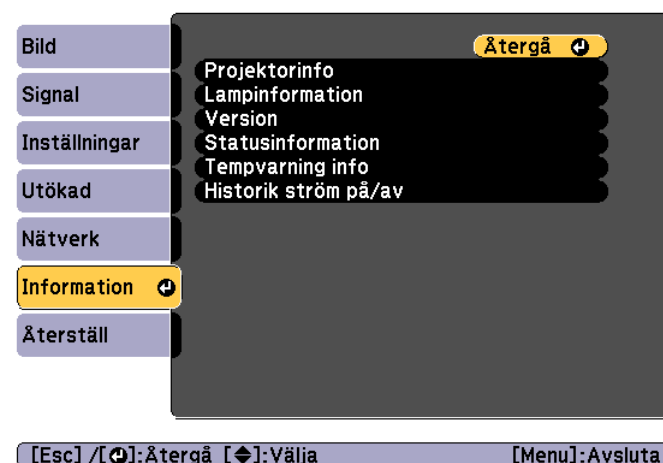 Bild
Signal
Inställningar
Utökad
Nätverk
Information
Återställ
Återgå
Projektorinfo
Lampinformation
Version
Statusinformation
Tempvarning info
Historik ström på/av
[Esc] /[⏎]:Återgå [◆]:Välja [Menu]:Avsluta